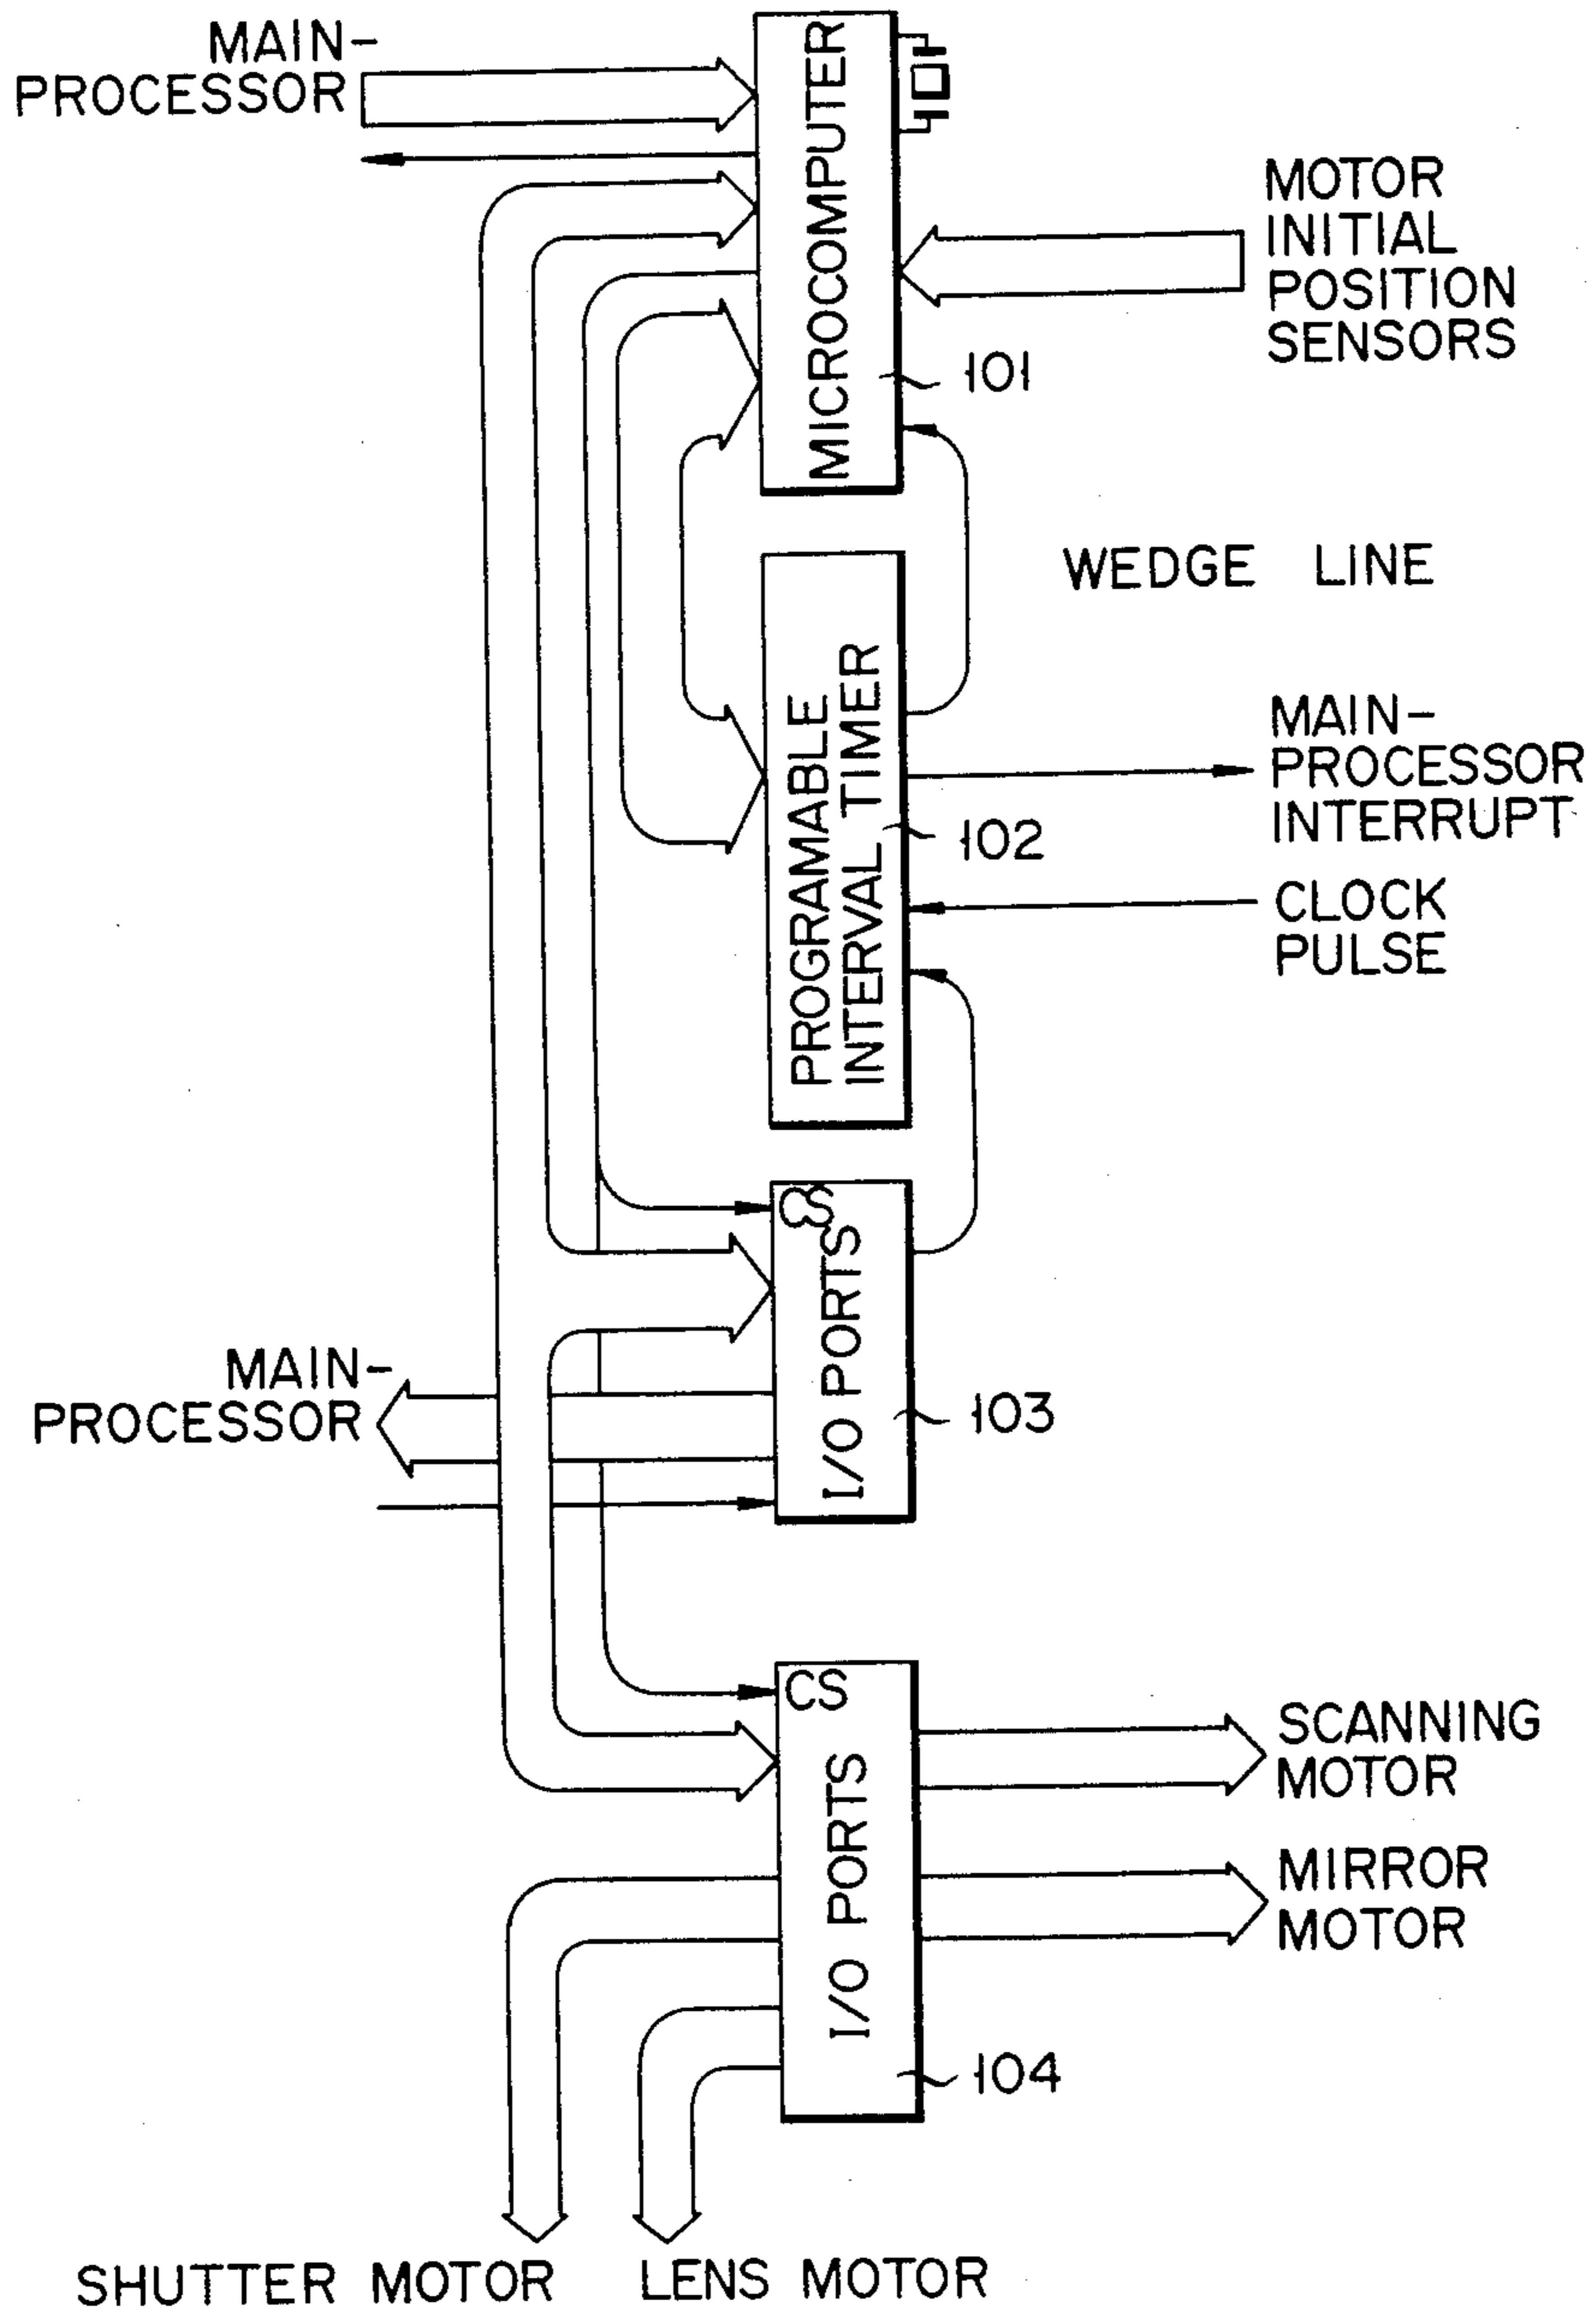 MAIN-
PROCESSOR
MICROCOMPUTER
MOTOR
INITIAL
POSITION
SENSORS
101
WEDGE LINE
PROGRAMABLE
INTERVAL TIMER
MAIN-
PROCESSOR
INTERRUPT
102
CLOCK
PULSE
CS
I/O PORTS
MAIN-
PROCESSOR
103
CS
I/O PORTS
SCANNING
MOTOR
MIRROR
MOTOR
104
SHUTTER MOTOR
LENS MOTOR